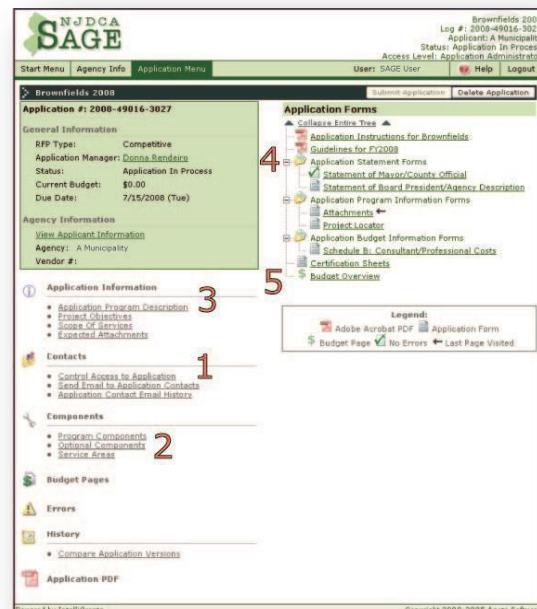 NJDCA
SAGE
Brownfields 200
Log #: 2008-49016-302
Applicant: A Municipalit
Status: Application In Proces
Access Level: Application Administrato
Start Menu Agency Info Application Menu User: SAGE User Help Logout
Brownfields 2008 Submit Application Delete Application
Application #: 2008-49016-3027
General Information
RFP Type: Competitive
Application Manager: Donna Rendeiro
Status: Application In Process
Current Budget: $0.00
Due Date: 7/15/2008 (Tue)
Agency Information
View Applicant Information
Agency: A Municipality
Vendor #:
Application Forms
Collapse Entire Tree
Application Instructions for Brownfields
Guidelines for FY2008
4
Application Statement Forms
Statement of Mayor/County Official
Statement of Board President/Agency Description
Application Program Information Forms
Attachments
Project Locator
Application Budget Information Forms
Schedule B: Consultant/Professional Costs
Certification Sheets
5
$ Budget Overview
Legend:
Adobe Acrobat PDF Application Form
$ Budget Page No Errors Last Page Visited
Application Information
3
Application Program Description
Project Objectives
Scope Of Services
Expected Attachments
Contacts
1
Control Access to Application
Send Email to Application Contacts
Application Contact Email History
Components
2
Program Components
Optional Components
Service Areas
Budget Pages
Errors
History
Compare Application Versions
Application PDF